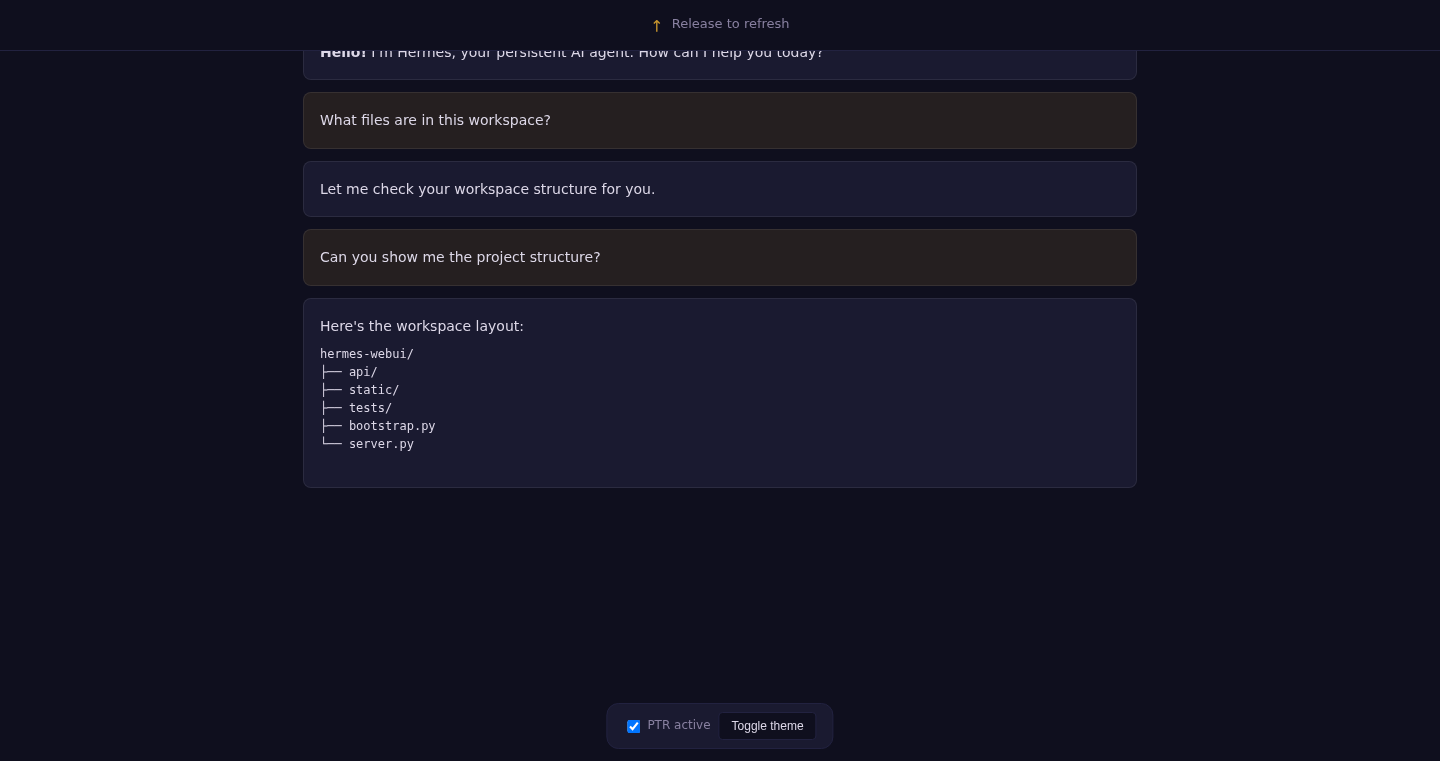 ↑ Release to refresh
Hello! I'm Hermes, your persistent AI agent. How can I help you today?
What files are in this workspace?
Let me check your workspace structure for you.
Can you show me the project structure?
Here's the workspace layout:
hermes-webui/
├── api/
├── static/
├── tests/
├── bootstrap.py
└── server.py
PTR active Toggle theme